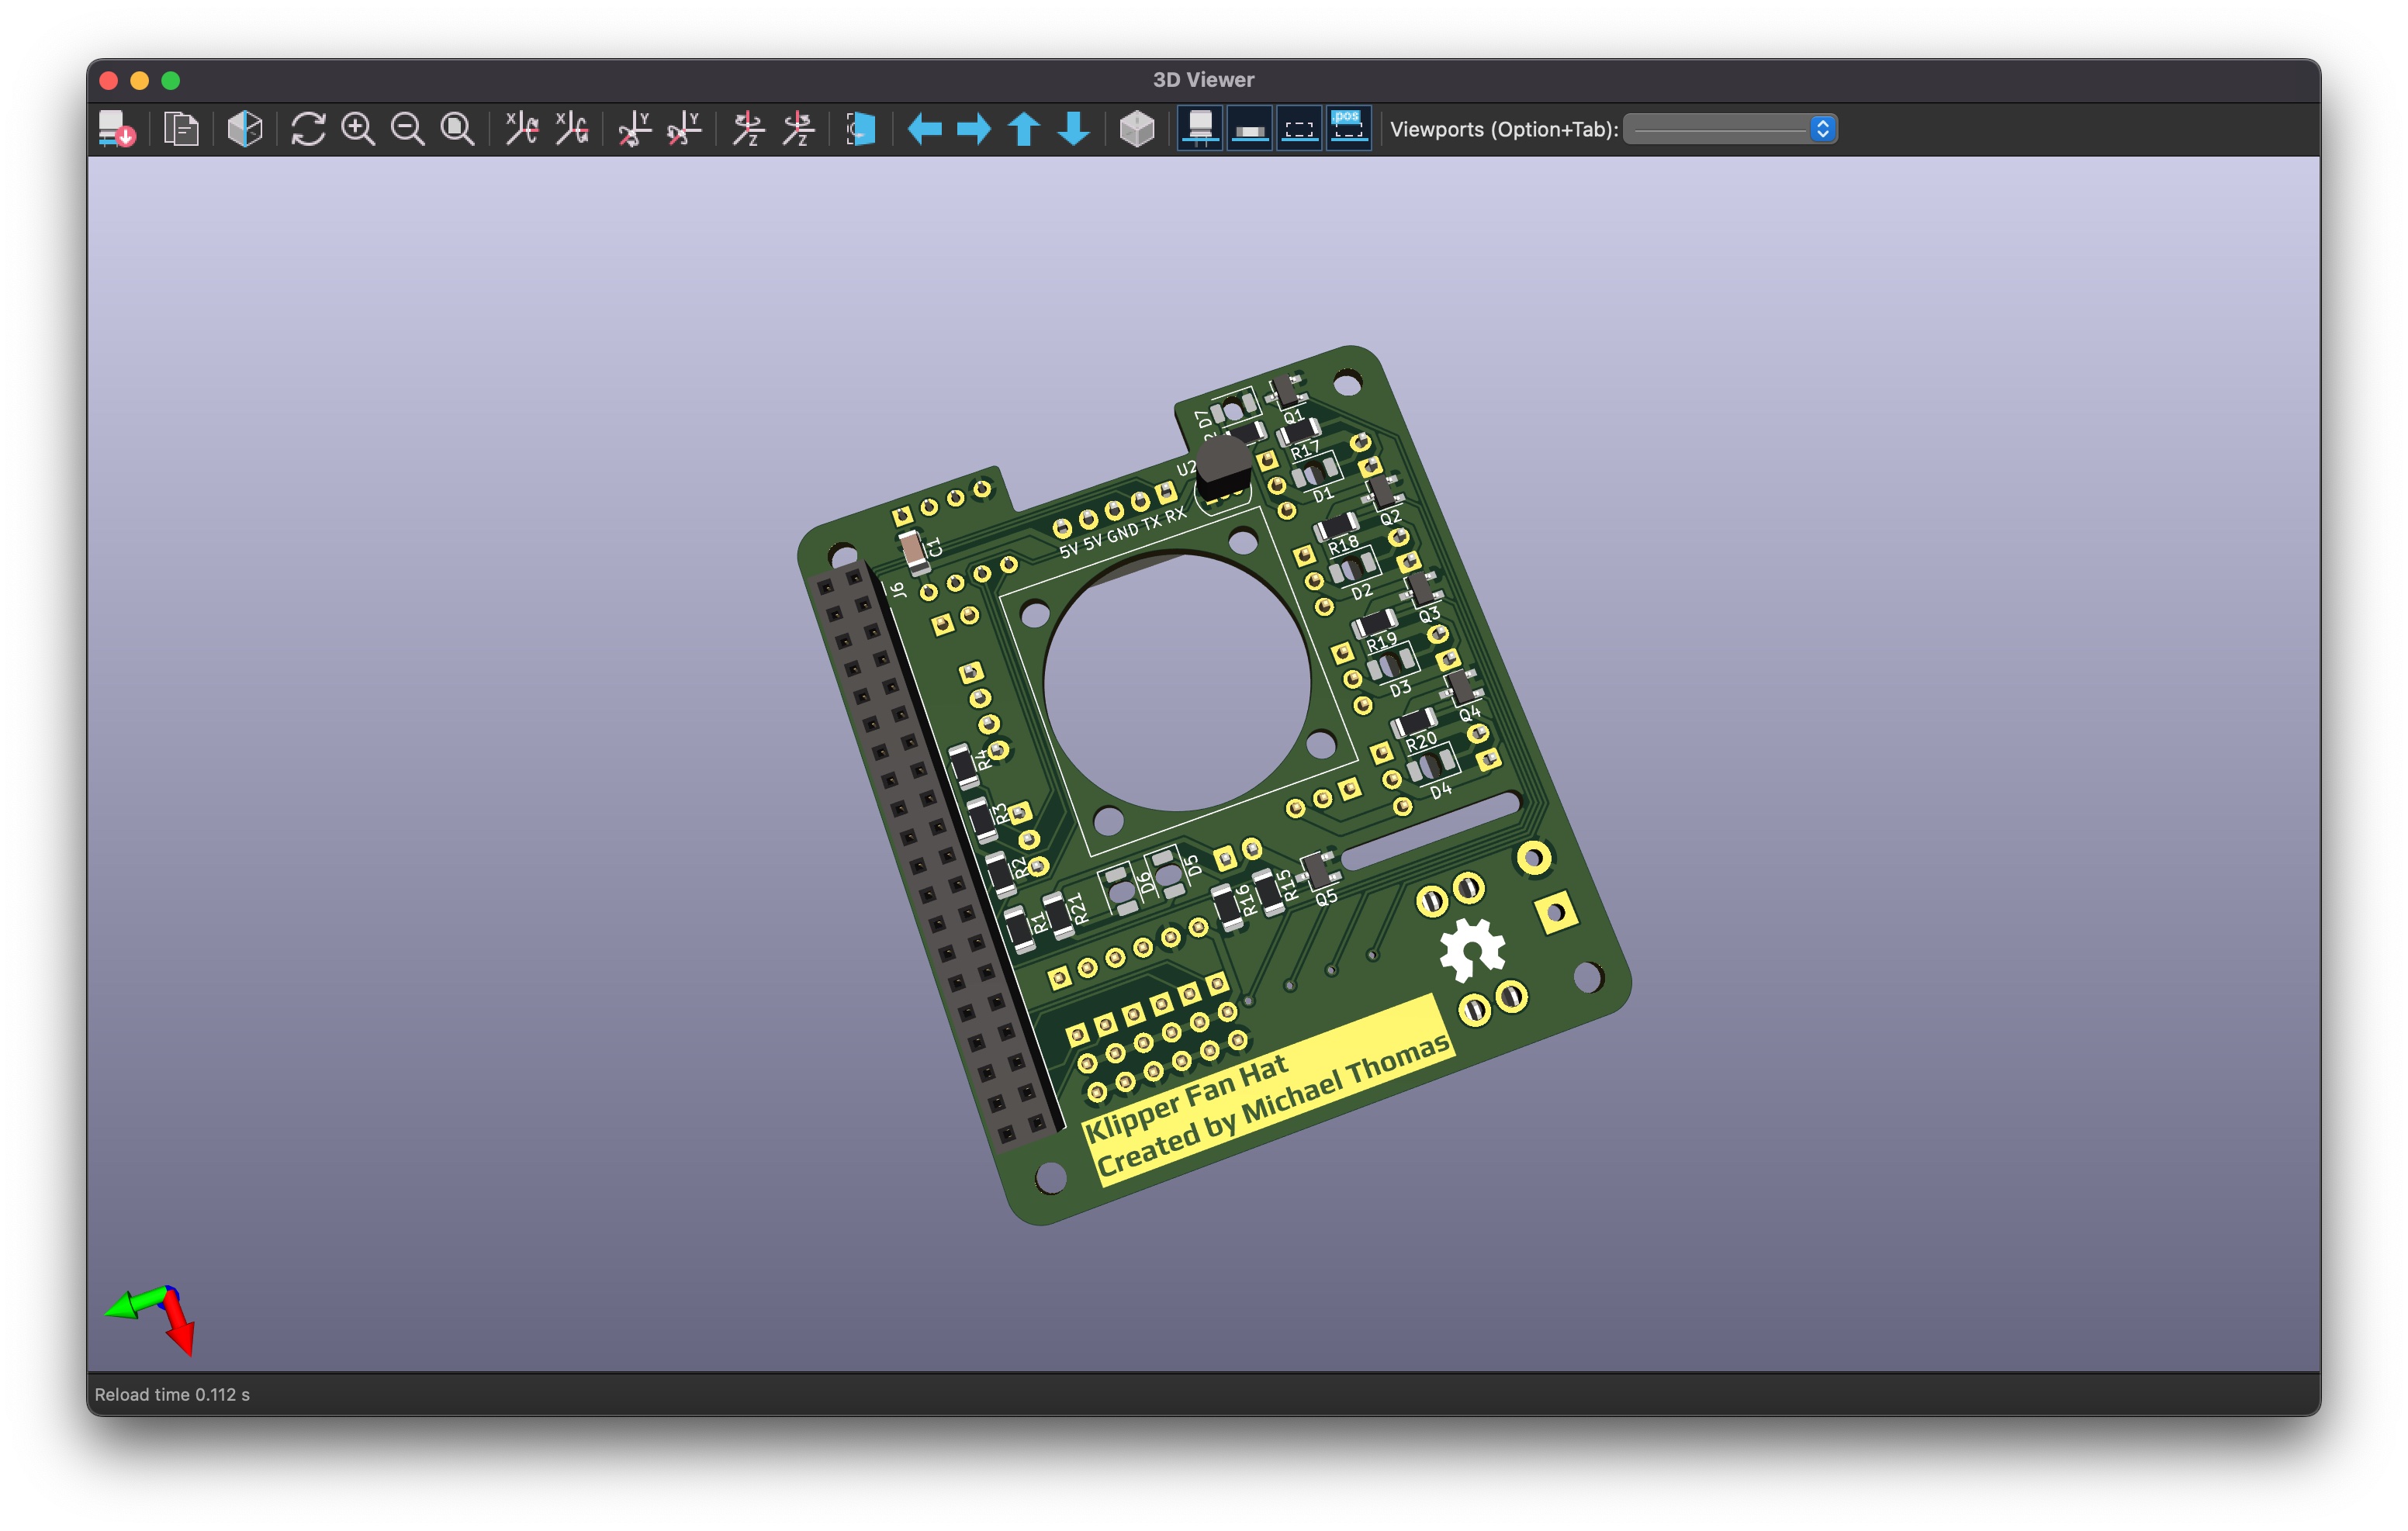 3D Viewer
X X Y Y Z Z .pos Viewports (Option+Tab):
D7
Q1
R17
U2
D1
Q2
5V 5V GND TX RX
C1
R18
J6
D2
Q3
R19
D3
Q4
R20
R4
D4
R3
R2
D6
D5
R1
R21
R16
R15
Q5
Klipper Fan Hat
Created by Michael Thomas
Reload time 0.112 s